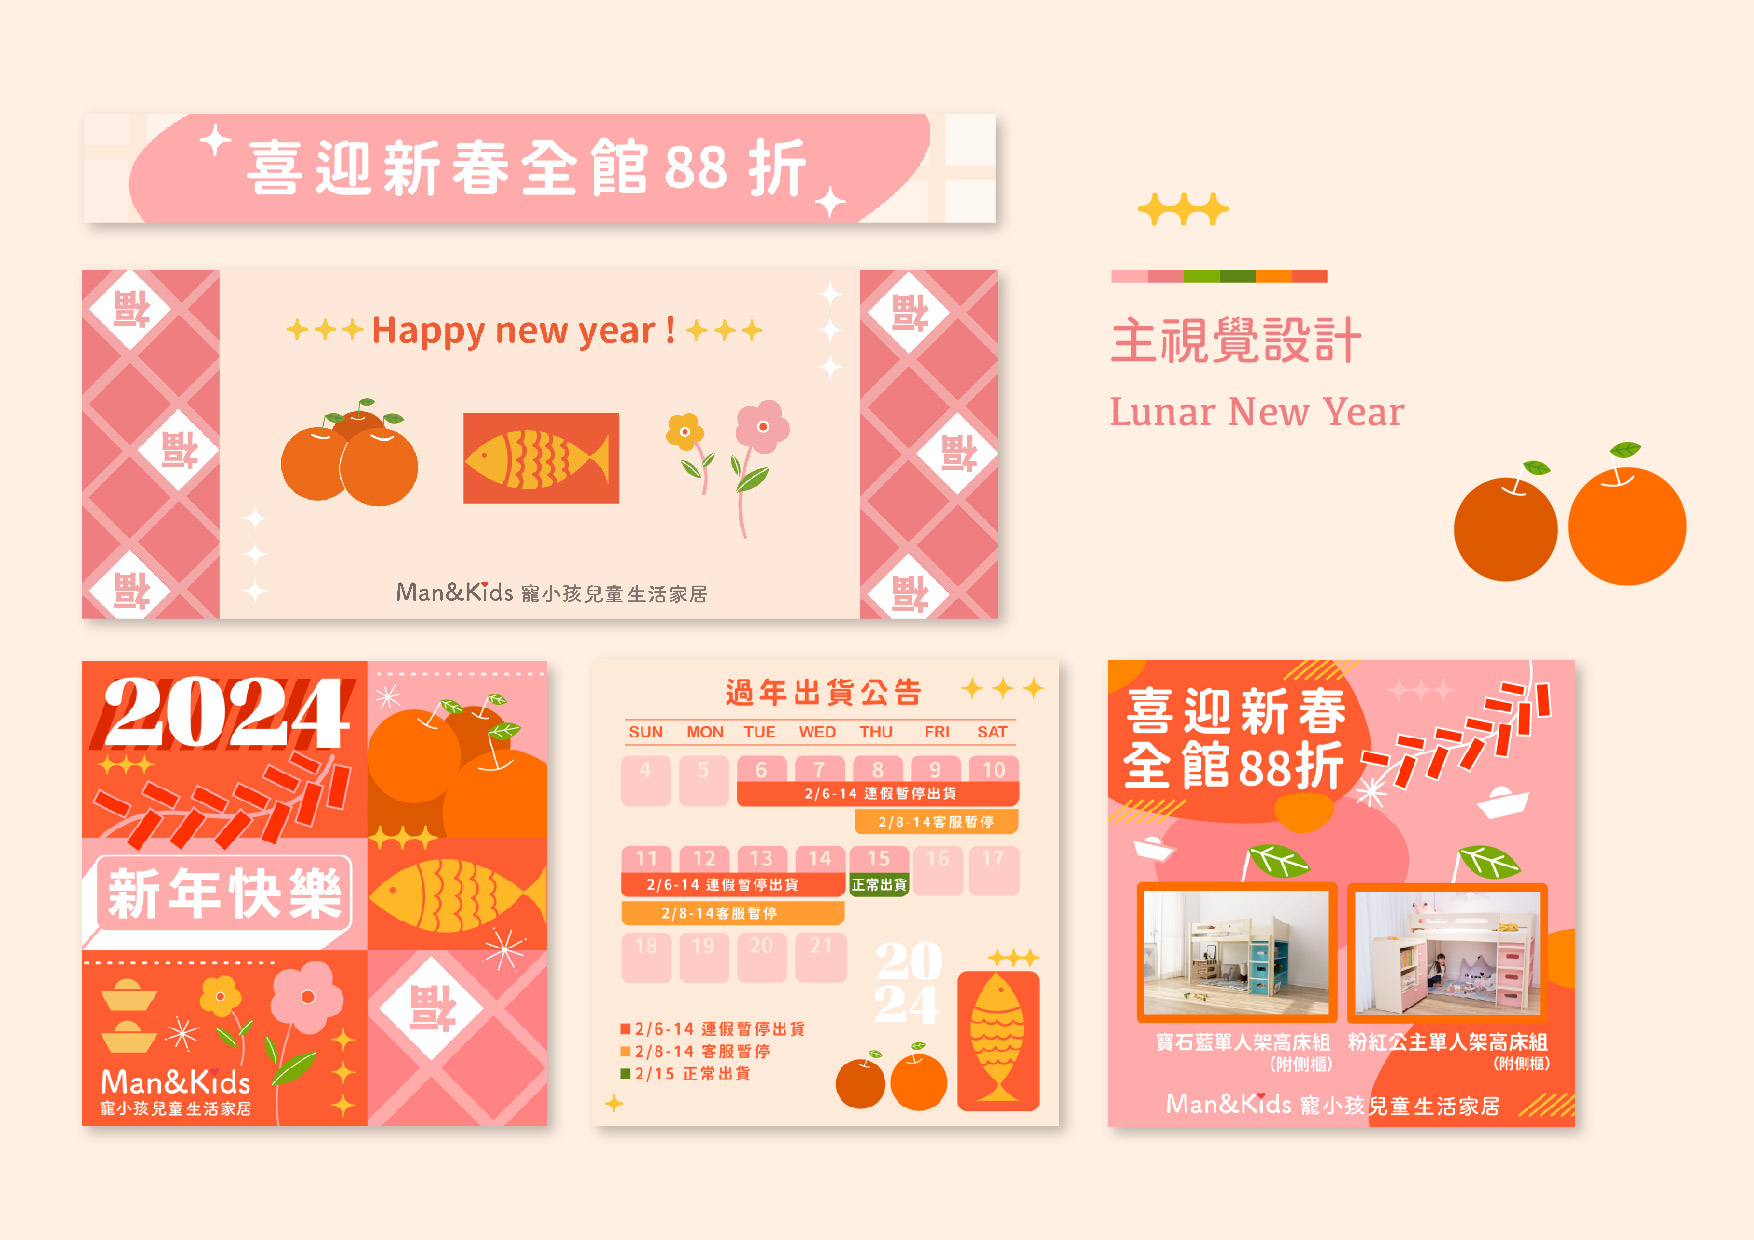 喜迎新春全館88折
福
福
福
Happy new year !
Man&Kids 寵小孩兒童生活家居
福
福
福
主視覺設計
Lunar New Year
2024
新年快樂
福
Man&Kids
寵小孩兒童生活家居
過年出貨公告
SUN MON TUE WED THU FRI SAT
4 5 6 7 8 9 10
2/6-14 連假暫停出貨
2/8-14客服暫停
11 12 13 14 15 16 17
2/6-14 連假暫停出貨 正常出貨
2/8-14客服暫停
18 19 20 21
20
24
2/6-14 連假暫停出貨
2/8-14 客服暫停
2/15 正常出貨
喜迎新春
全館88折
寶石藍單人架高床組
(附側櫃)
粉紅公主單人架高床組
(附側櫃)
Man&Kids 寵小孩兒童生活家居